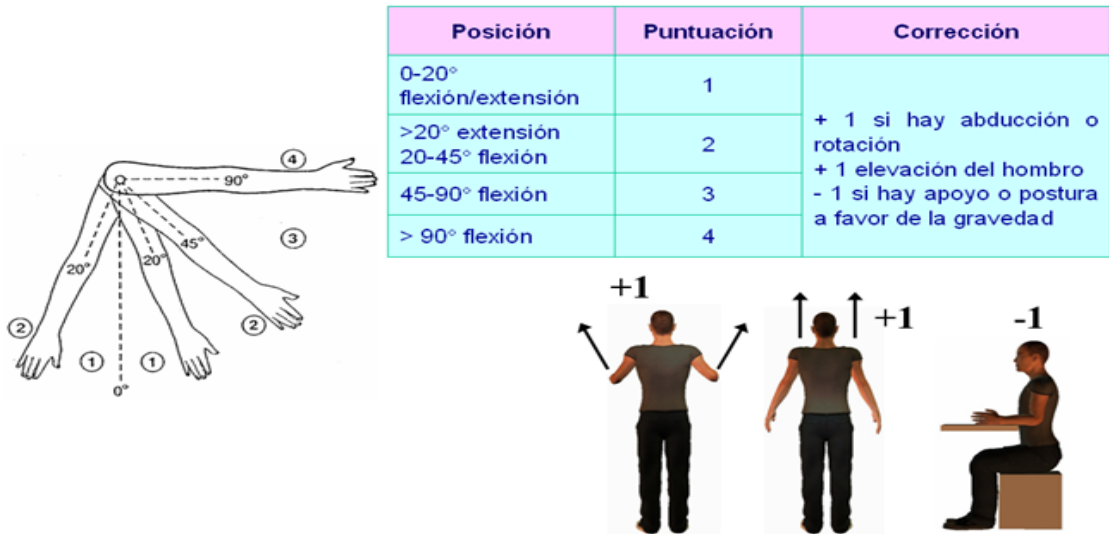 Posición Puntuación Corrección
0-20°
flexión/extensión
1
>20° extensión
20-45° flexión
2
45-90° flexión
3
> 90° flexión
4
+ 1 si hay abducción o
rotación
+ 1 elevación del hombro
- 1 si hay apoyo o postura
a favor de la gravedad
4
90°
3
45°
20°
20°
2
2
1
1
0°
+1
+1
-1